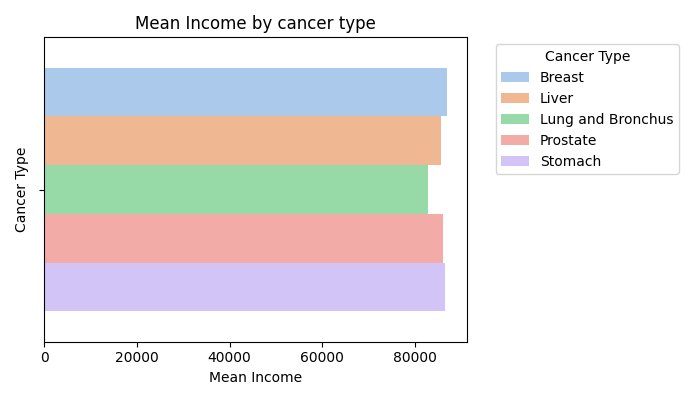 Mean Income by cancer type
Cancer Type
Breast
Liver
Lung and Bronchus
Prostate
Stomach
Cancer Type
0 20000 40000 60000 80000
Mean Income